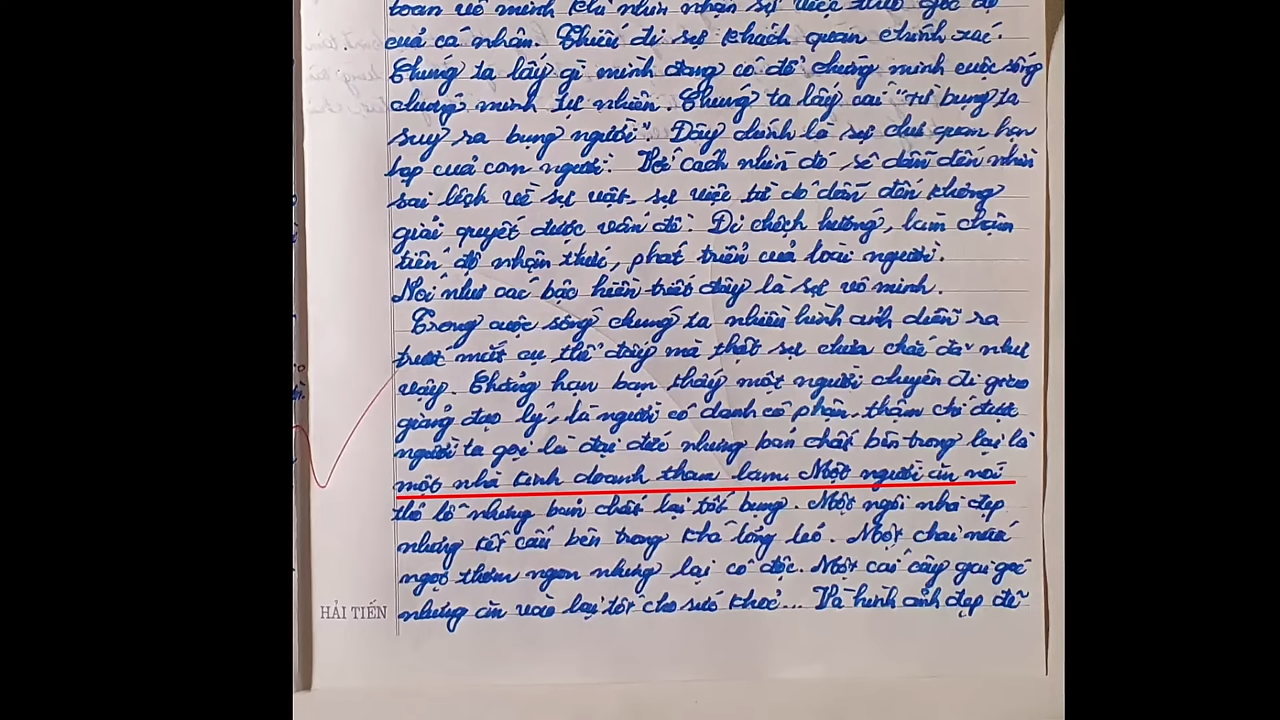 toan vô minh khi nhìn nhận sự việc theo góc độ
của cá nhân. Thiếu đi sự khách quan chính xác.
Chúng ta lấy gì mình đang có để chứng minh cuộc sống
chứng minh tự nhiên. Chúng ta lấy cái "từ bụng ta
suy ra bụng người". Đây chính là sự chủ quan hạn
hẹp của con người. Với cách nhìn đó sẽ dẫn đến nhìn
sai lệch về sự vật, sự việc từ đó dẫn đến không
giải quyết được vấn đề. Đi chệch hướng, làm chậm
tiến độ nhận thức, phát triển của loài người.
Nói như các bậc hiền triết đây là sự vô minh.
Trong cuộc sống chúng ta nhiều hình ảnh diễn ra
trước mắt cụ thể đấy mà thật sự chưa chắc đã như
vậy. Chẳng hạn bạn thấy một người chuyên đi
giảng đạo lý, là người có danh có phận, thậm chí được
người ta gọi là đại đức nhưng bản chất bên trong lại là
một nhà kinh doanh tham lam. Một người ăn nói
thô lỗ nhưng bản chất lại tốt bụng. Một ngôi nhà đẹp
nhưng kết cấu bên trong khá lỏng lẻo. Một chai nước
ngọt thơm ngon nhưng lại có độc. Một cái cây gai góc
nhưng ăn vào lại tốt cho sức khoẻ... Và hình ảnh đẹp đẽ
HẢI TIẾN